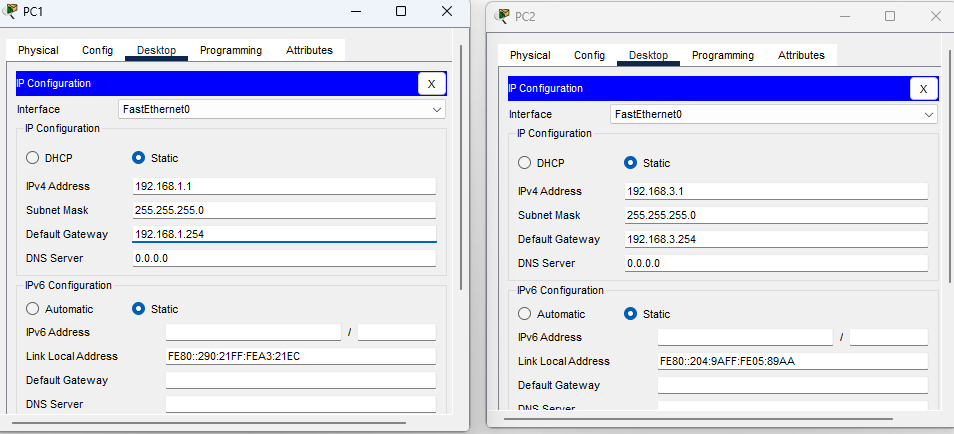 PC1
Physical Config Desktop Programming Attributes
IP Configuration X
Interface FastEthernet0
IP Configuration
DHCP Static
IPv4 Address 192.168.1.1
Subnet Mask 255.255.255.0
Default Gateway 192.168.1.254
DNS Server 0.0.0.0
IPv6 Configuration
Automatic Static
IPv6 Address /
Link Local Address FE80::290:21FF:FEA3:21EC
Default Gateway
DNS Server
PC2
Physical Config Desktop Programming Attributes
IP Configuration X
Interface FastEthernet0
IP Configuration
DHCP Static
IPv4 Address 192.168.3.1
Subnet Mask 255.255.255.0
Default Gateway 192.168.3.254
DNS Server 0.0.0.0
IPv6 Configuration
Automatic Static
IPv6 Address /
Link Local Address FE80::204:9AFF:FE05:89AA
Default Gateway
DNS Server